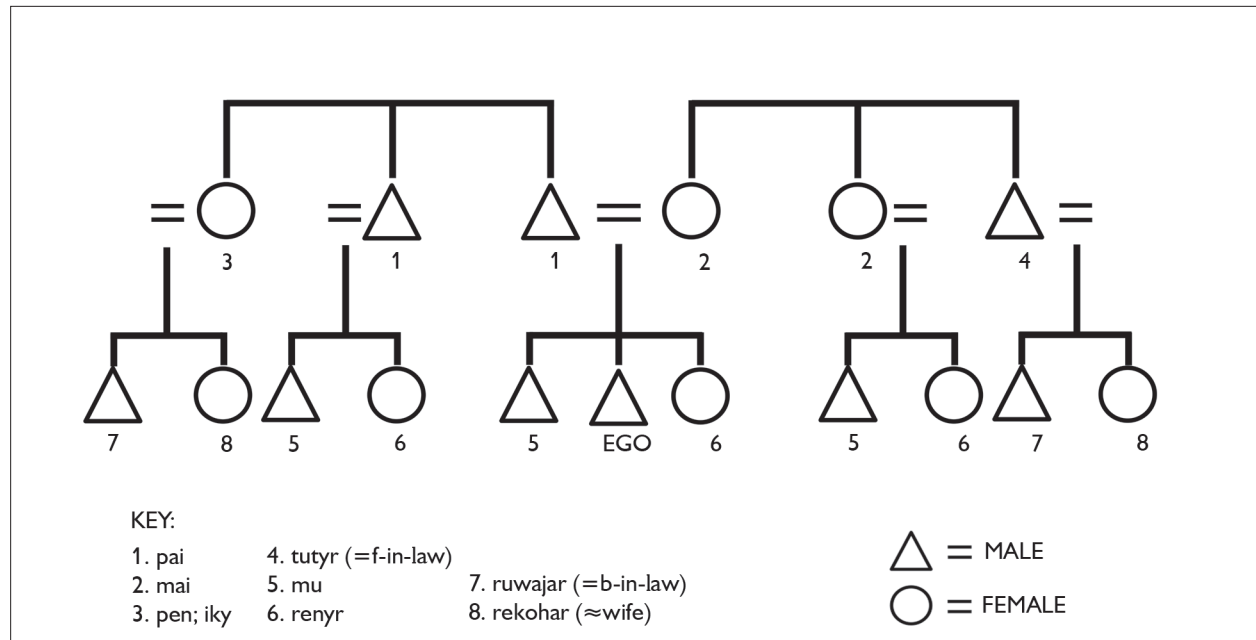 3 1 1 2 2 4
7 8 5 6 5 EGO 6 5 6 7 8
KEY:
1. pai 4. tutyr (=f-in-law)
2. mai 5. mu 7. ruwajar (=b-in-law)
3. pen; iky 6. renyr 8. rekohar (≈wife)
= MALE
= FEMALE